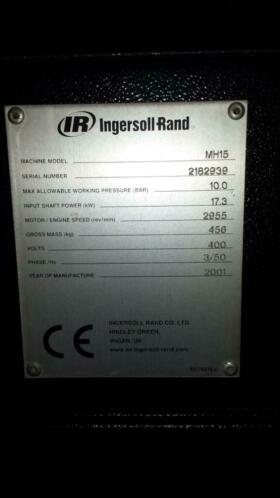 IR Ingersoll-Rand
MACHINE MODEL MH15
SERIAL NUMBER 2182939
MAX ALLOWABLE WORKING PRESSURE (BAR) 10.0
INPUT SHAFT POWER (kW) 17.3
MOTOR / ENGINE SPEED (rev/min) 2955
GROSS MASS (kg) 456
VOLTS 400
PHASE /Hz 3/50
YEAR OF MANUFACTURE 2001
CE
INGERSOLL RAND CO. LTD.
HINDLEY GREEN,
WIGAN, UK
www.air.ingersoll-rand.com